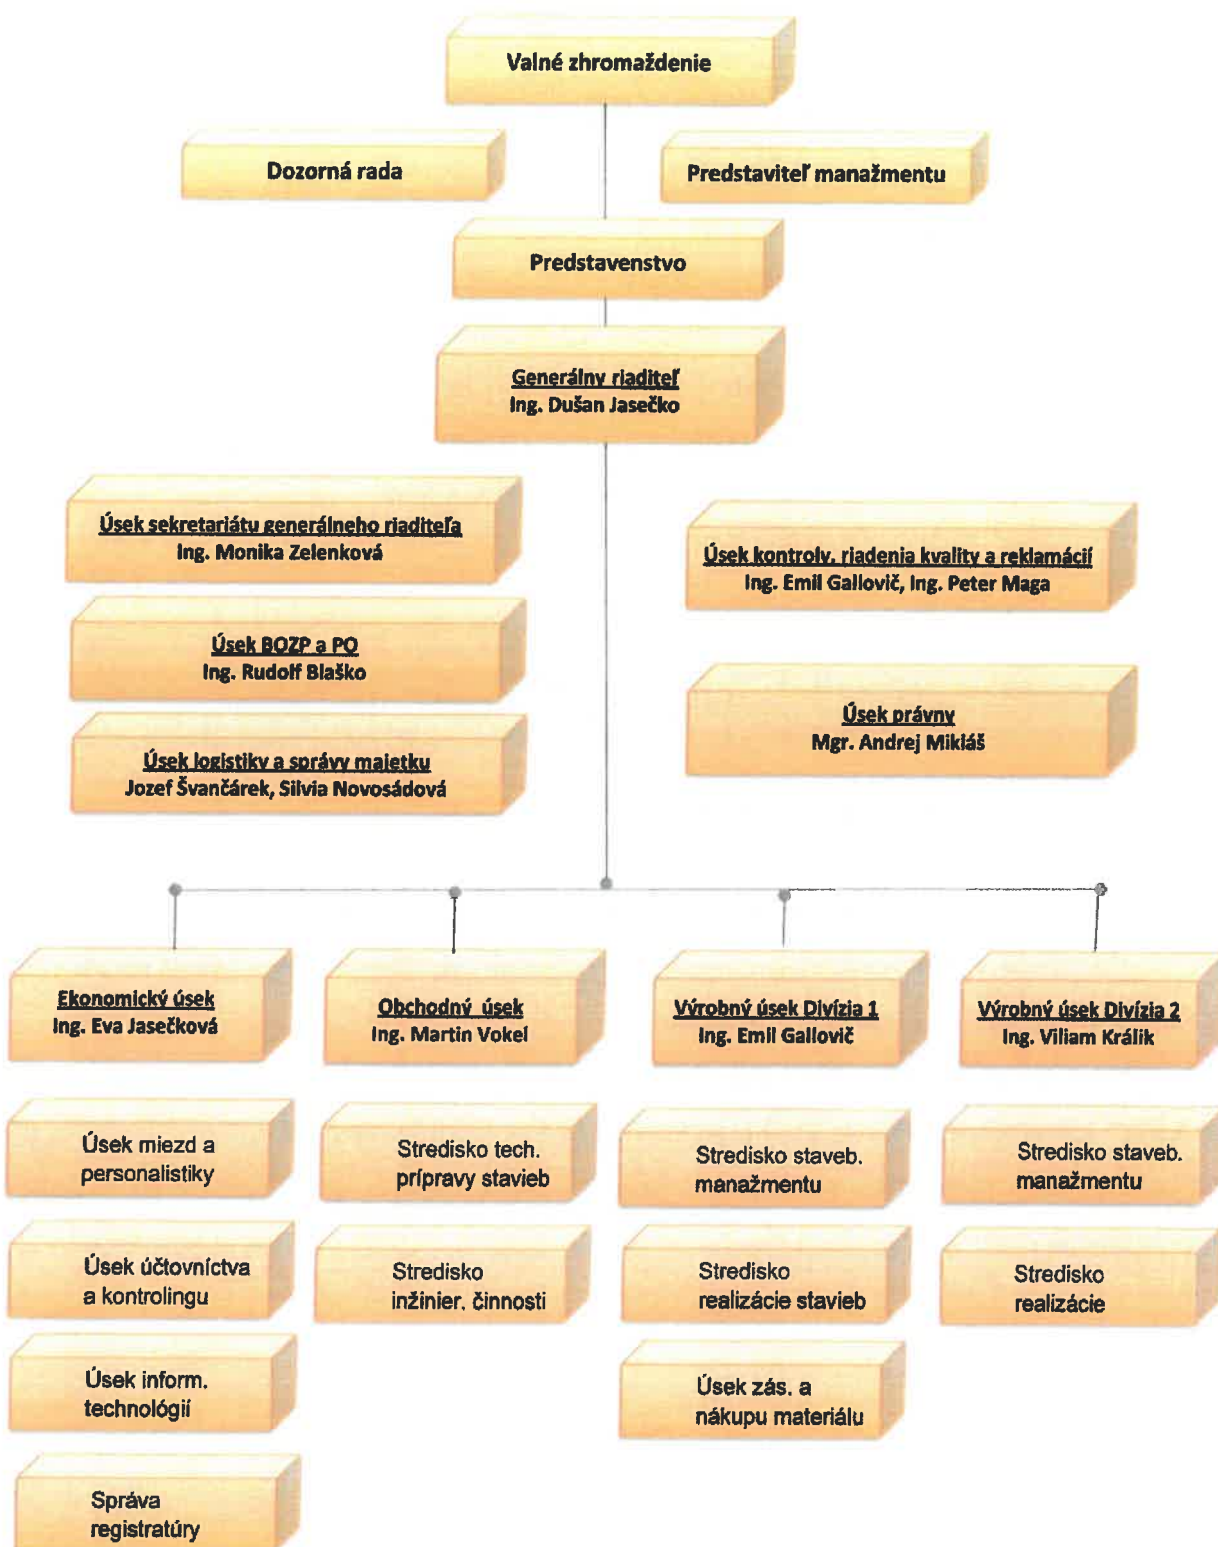 Valné zhromaždenie
Dozorná rada
Predstaviteľ manažmentu
Predstavenstvo
Generálny riaditeľ
Ing. Dušan Jasečko
Úsek sekretariátu generálneho riaditeľa
Ing. Monika Zelenková
Úsek kontroly, riadenia kvality a reklamácií
Ing. Emil Gallovič, Ing. Peter Maga
Úsek BOZP a PO
Ing. Rudolf Blaško
Úsek právny
Mgr. Andrej Mikláš
Úsek logistiky a správy majetku
Jozef Švančárek, Silvia Novosádová
Ekonomický úsek
Ing. Eva Jasečková
Obchodný úsek
Ing. Martin Vokel
Výrobný úsek Divízia 1
Ing. Emil Gallovič
Výrobný úsek Divízia 2
Ing. Viliam Králik
Úsek miezd a
personalistiky
Stredisko tech.
prípravy stavieb
Stredisko staveb.
manažmentu
Stredisko staveb.
manažmentu
Úsek účtovníctva
a kontrolingu
Stredisko
inžinier. činnosti
Stredisko
realizácie stavieb
Stredisko
realizácie
Úsek inform.
technológií
Úsek zás. a
nákupu materiálu
Správa
registratúry